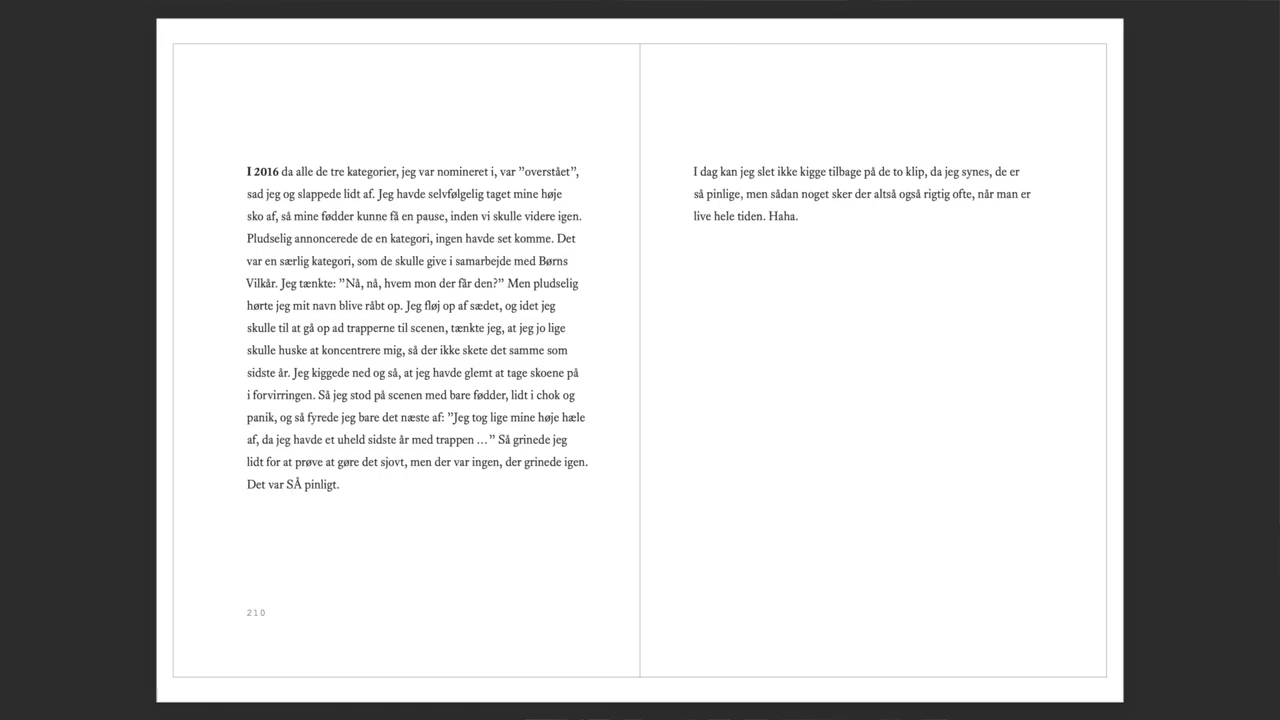 I 2016 da alle de tre kategorier, jeg var nomineret i, var ”overstået”,
sad jeg og slappede lidt af. Jeg havde selvfølgelig taget mine høje
sko af, så mine fødder kunne få en pause, inden vi skulle videre igen.
Pludselig annoncerede de en kategori, ingen havde set komme. Det
var en særlig kategori, som de skulle give i samarbejde med Børns
Vilkår. Jeg tænkte: ”Nå, nå, hvem mon der får den?” Men pludselig
hørte jeg mit navn blive råbt op. Jeg fløj op af sædet, og idet jeg
skulle til at gå op ad trapperne til scenen, tænkte jeg, at jeg jo lige
skulle huske at koncentrere mig, så der ikke skete det samme som
sidste år. Jeg kiggede ned og så, at jeg havde glemt at tage skoene på
i forvirringen. Så jeg stod på scenen med bare fødder, lidt i chok og
panik, og så fyrede jeg bare det næste af: ”Jeg tog lige mine høje hæle
af, da jeg havde et uheld sidste år med trappen …” Så grinede jeg
lidt for at prøve at gøre det sjovt, men der var ingen, der grinede igen.
Det var SÅ pinligt.
210
I dag kan jeg slet ikke kigge tilbage på de to klip, da jeg synes, de er
så pinlige, men sådan noget sker der altså også rigtig ofte, når man er
live hele tiden. Haha.